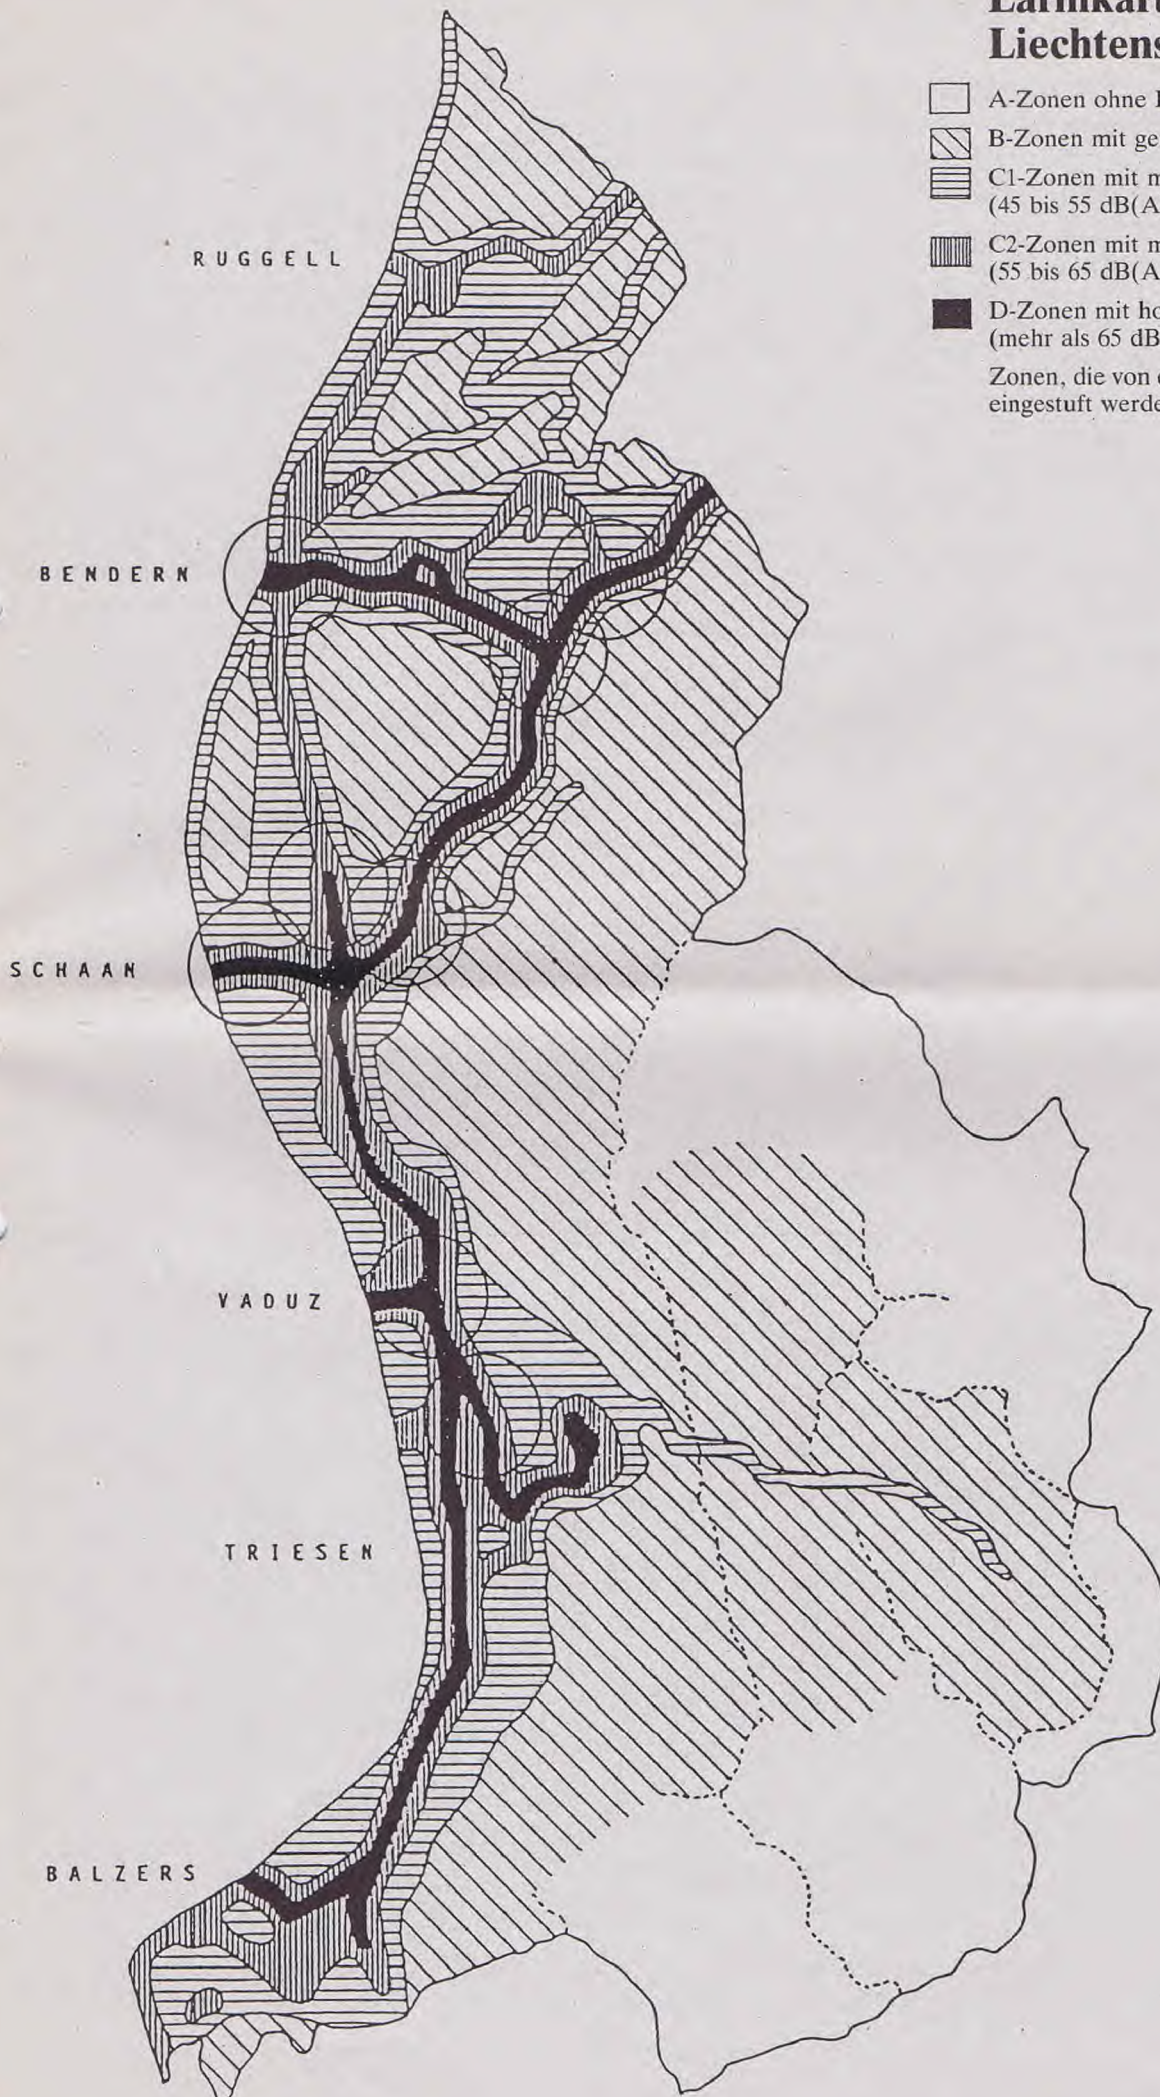 Liechtens
A-Zonen ohne
B-Zonen mit ge
C1-Zonen mit m
(45 bis 55 dB(A
C2-Zonen mit m
(55 bis 65 dB(A
D-Zonen mit ho
(mehr als 65 dB
Zonen, die von
eingestuft werde
RUGGELL
BENDERN
SCHAAN
VADUZ
TRIESEN
BALZERS